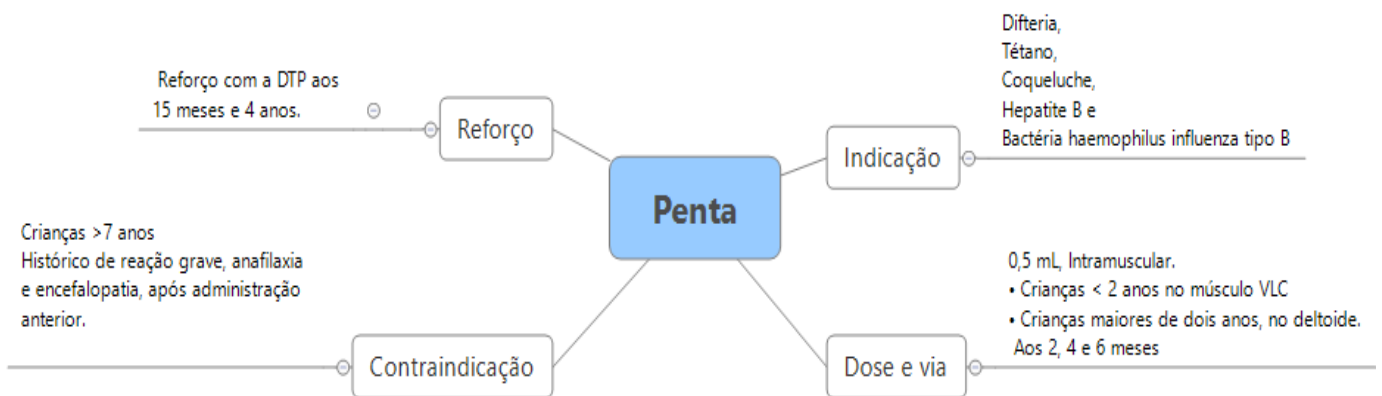 Penta
Reforço
Reforço com a DTP aos
15 meses e 4 anos.
Indicação
Difteria,
Tétano,
Coqueluche,
Hepatite B e
Bactéria haemophilus influenza tipo B
Contraindicação
Crianças >7 anos
Histórico de reação grave, anafilaxia
e encefalopatia, após administração
anterior.
Dose e via
0,5 mL, Intramuscular.
• Crianças < 2 anos no músculo VLC
• Crianças maiores de dois anos, no deltoide.
Aos 2, 4 e 6 meses